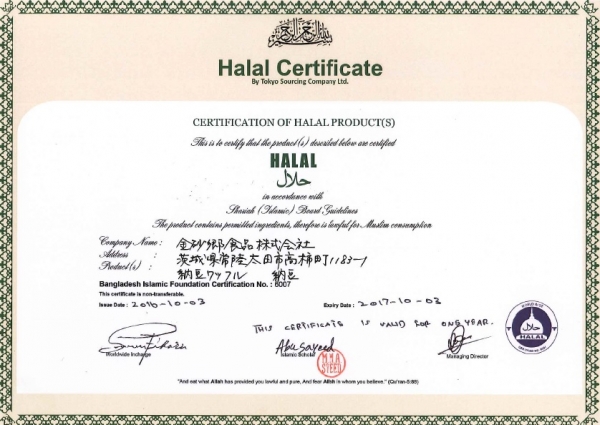 Halal Certificate
By Tokyo Sourcing Company Ltd.
CERTIFICATION OF HALAL PRODUCT(S)
This is to certify that the product(s) described below are certified
HALAL
حلال
in accordance with
Shariah (Islamic) Board Guidelines
The product contains permitted ingredients, therefore is lawful for Muslim consumption
Company Name : 金砂郷食品株式会社
Address : 茨城県常陸太田市高柿町1183-1
Product(s) : 納豆ワッフル 納豆
Bangladesh Islamic Foundation Certification No. : 6007
This certificate is non-transferable.
Issue Date : 2016-10-03 Expiry Date : 2017-10-03
THIS CERTIFICATE IS VALID FOR ONE YEAR.
Abu sayeed
Worldwide Incharge Islamic Scholar Managing Director
HALAL
"And eat what Allah has provided you lawful and pure. And fear Allah in whom you believe." (Qu'ran-5:88)